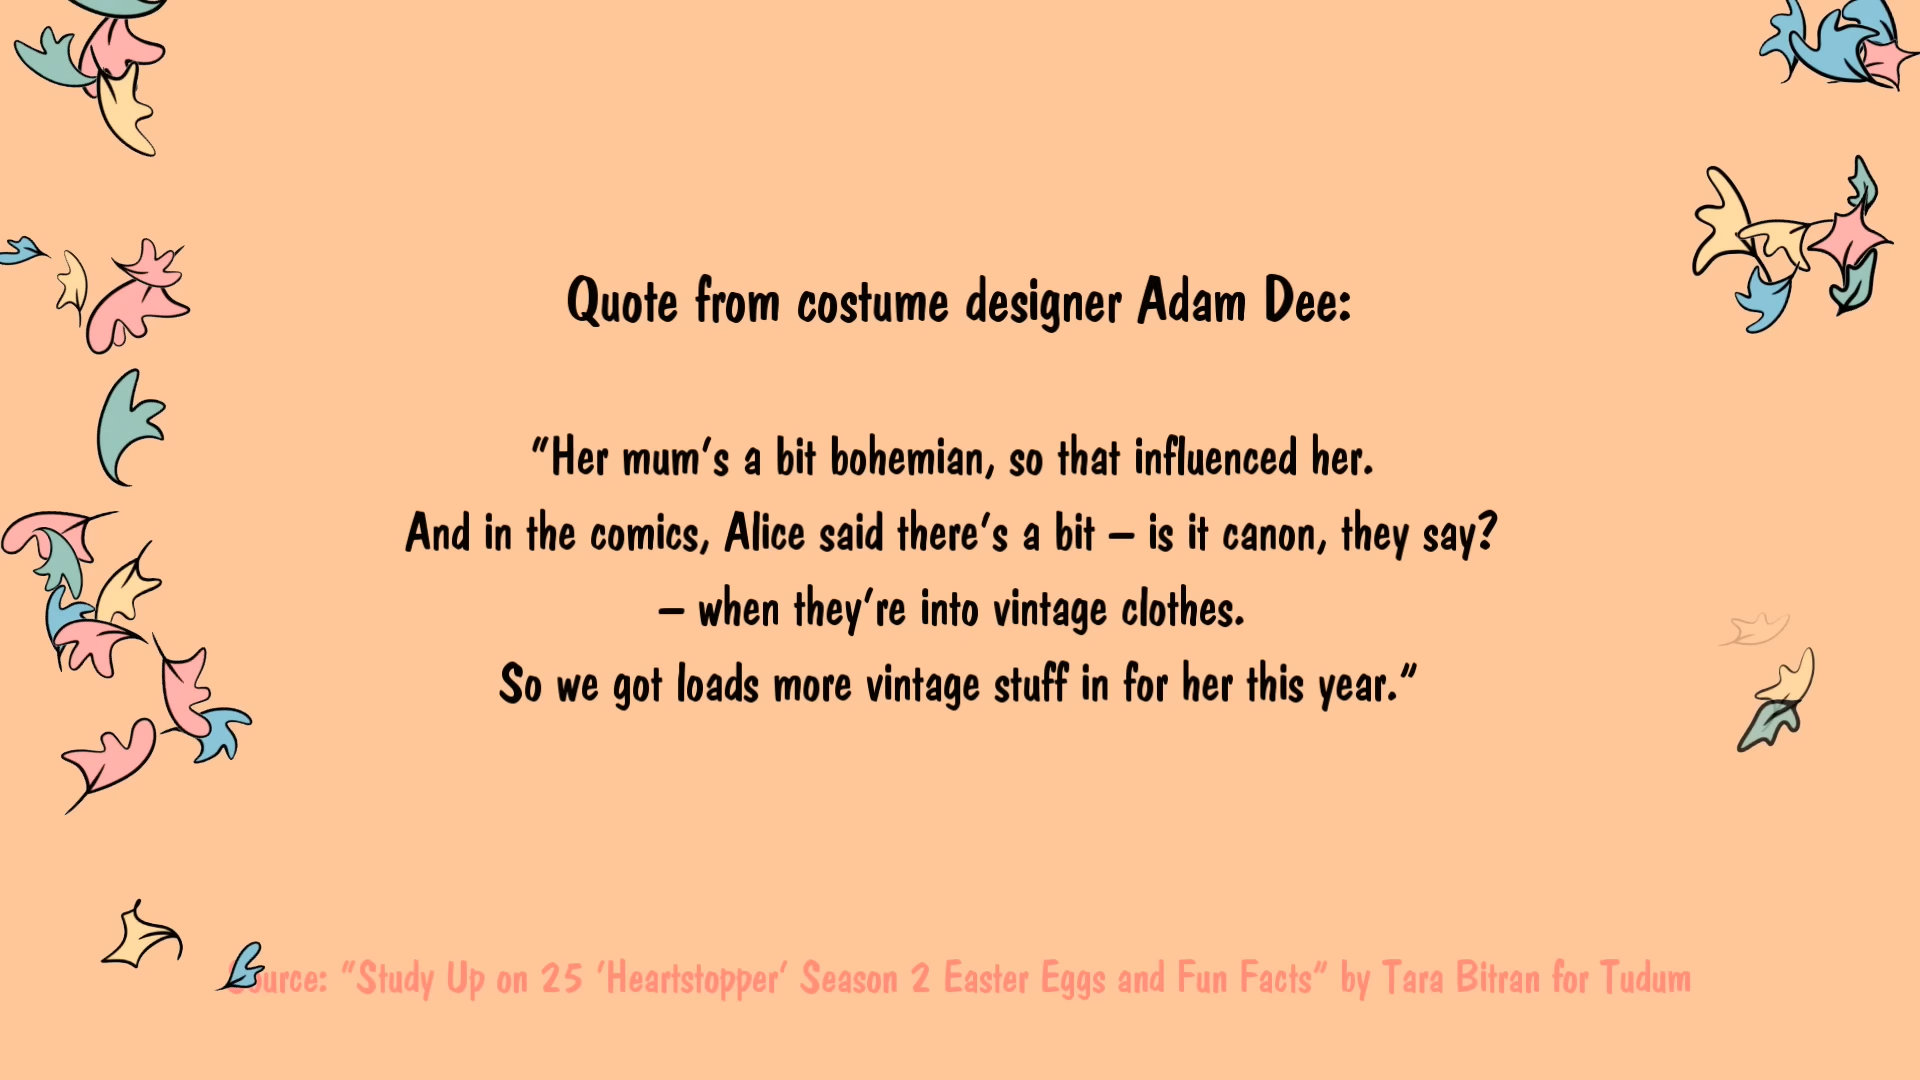 Quote from costume designer Adam Dee:
“Her mum’s a bit bohemian, so that influenced her.
And in the comics, Alice said there’s a bit – is it canon, they say?
– when they’re into vintage clothes.
So we got loads more vintage stuff in for her this year.”
Source: “Study Up on 25 ‘Heartstopper’ Season 2 Easter Eggs and Fun Facts” by Tara Bitran for Tudum